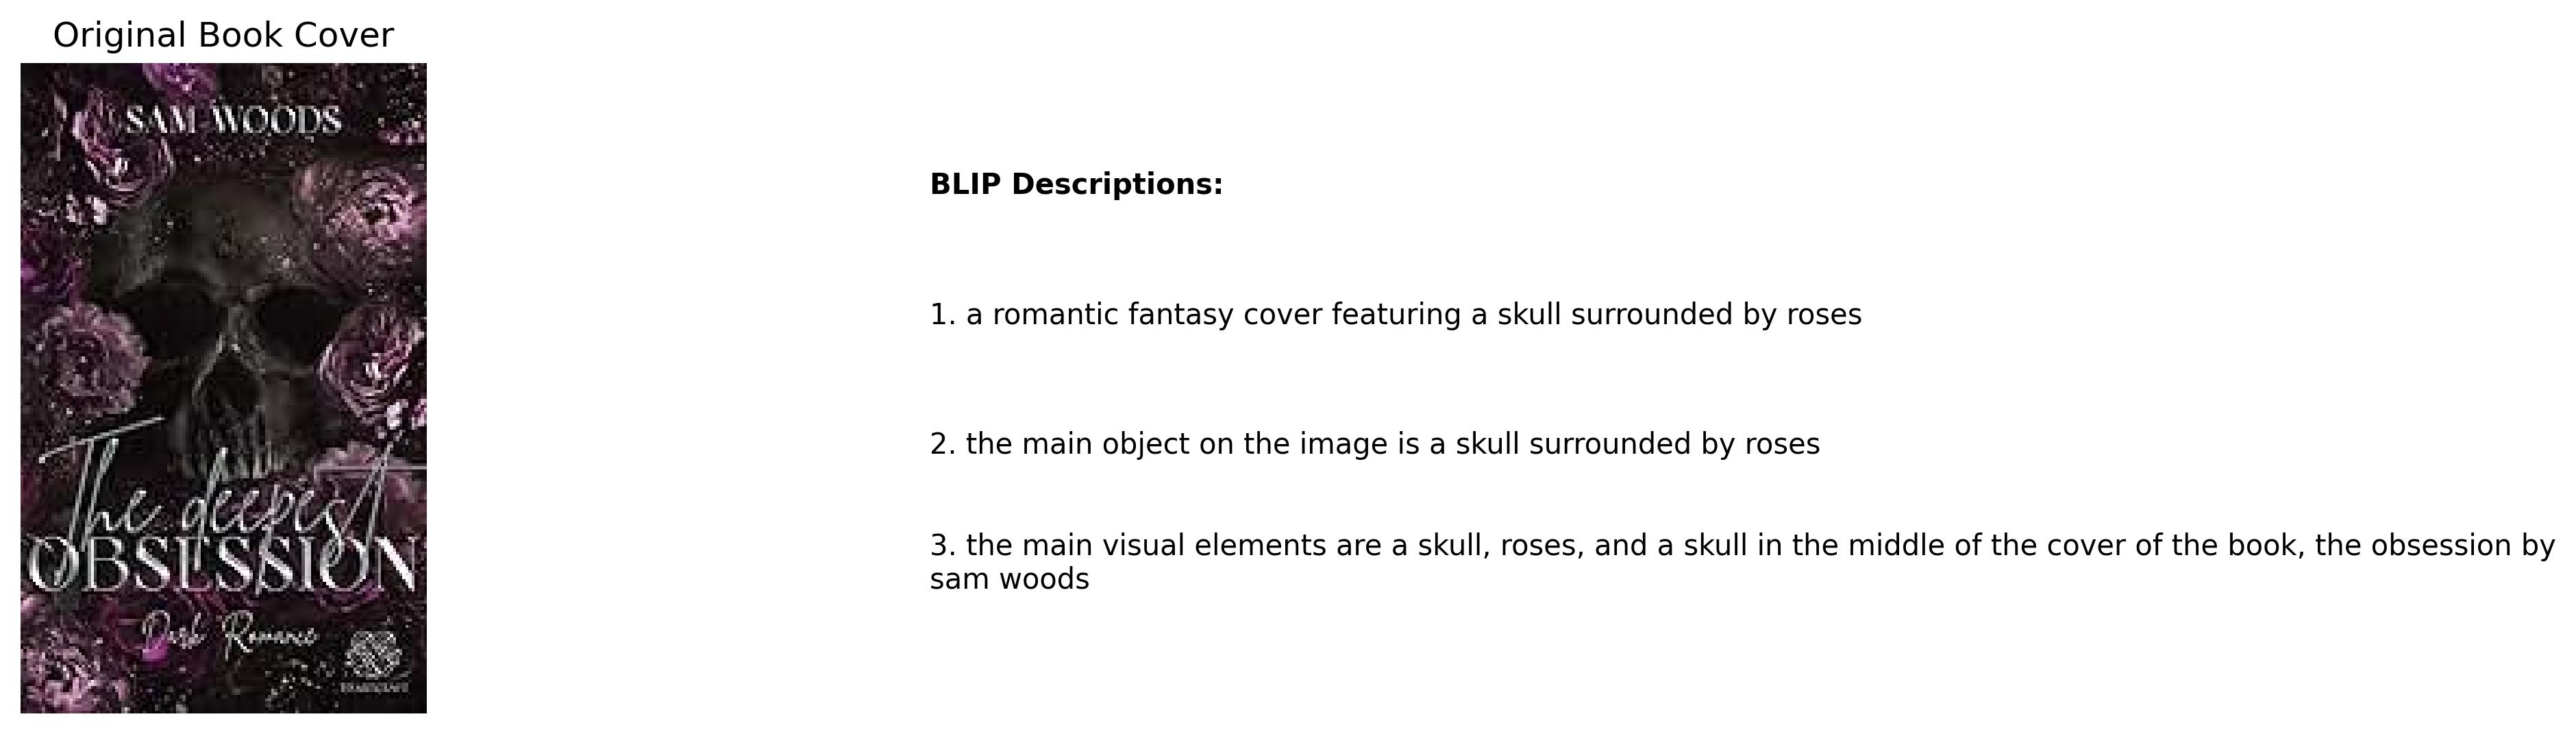 Original Book Cover
SAM WOODS
The deepest
OBSESSION
Dark Romance
BLIP Descriptions:
1. a romantic fantasy cover featuring a skull surrounded by roses
2. the main object on the image is a skull surrounded by roses
3. the main visual elements are a skull, roses, and a skull in the middle of the cover of the book, the obsession by
sam woods